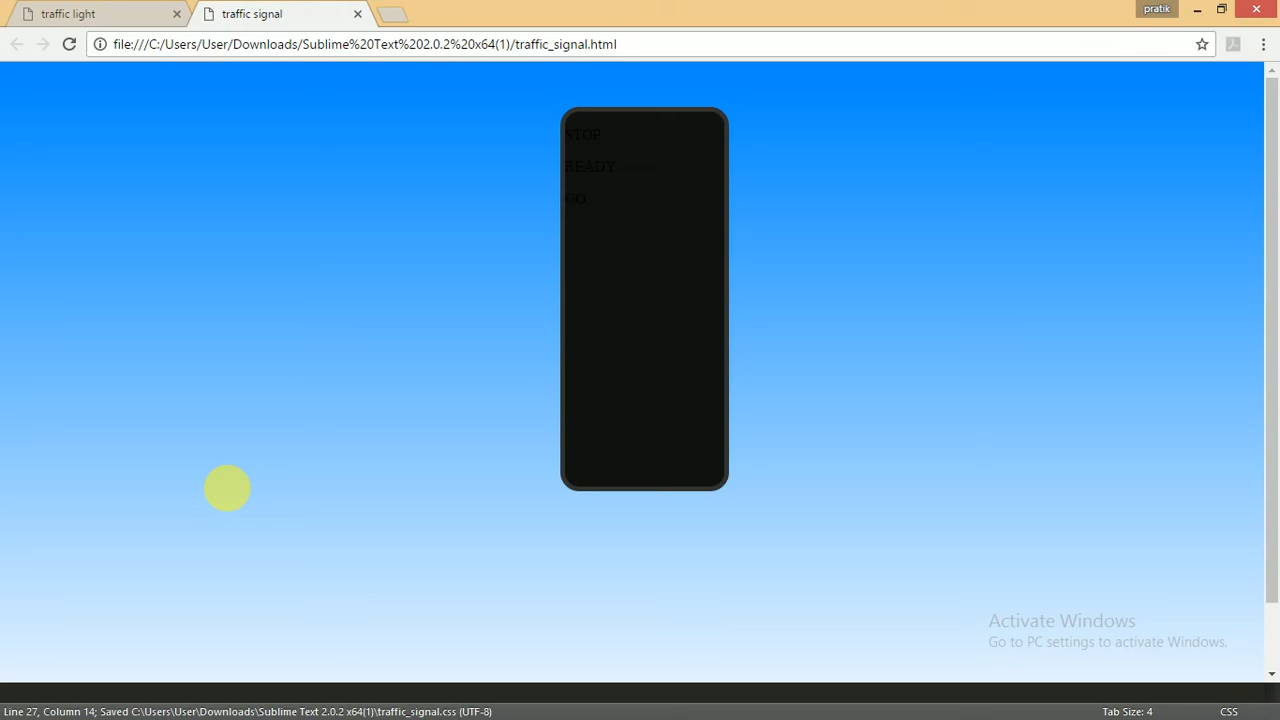 traffic light
traffic signal
pratik
file:///C:/Users/User/Downloads/Sublime%20Text%202.0.2%20x64(1)/traffic_signal.html
STOP
READY
GO
Activate Windows
Go to PC settings to activate Windows.
Line 27, Column 14; Saved C:\Users\User\Downloads\Sublime Text 2.0.2 x64(1)\traffic_signal.css (UTF-8)
Tab Size: 4
CSS